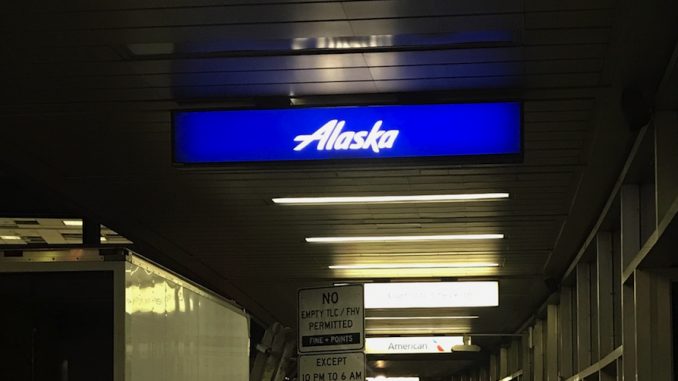 Alaska
NO
EMPTY TLC / FHV
PERMITTED
FINE + POINTS
EXCEPT
10 PM TO 6 AM
American